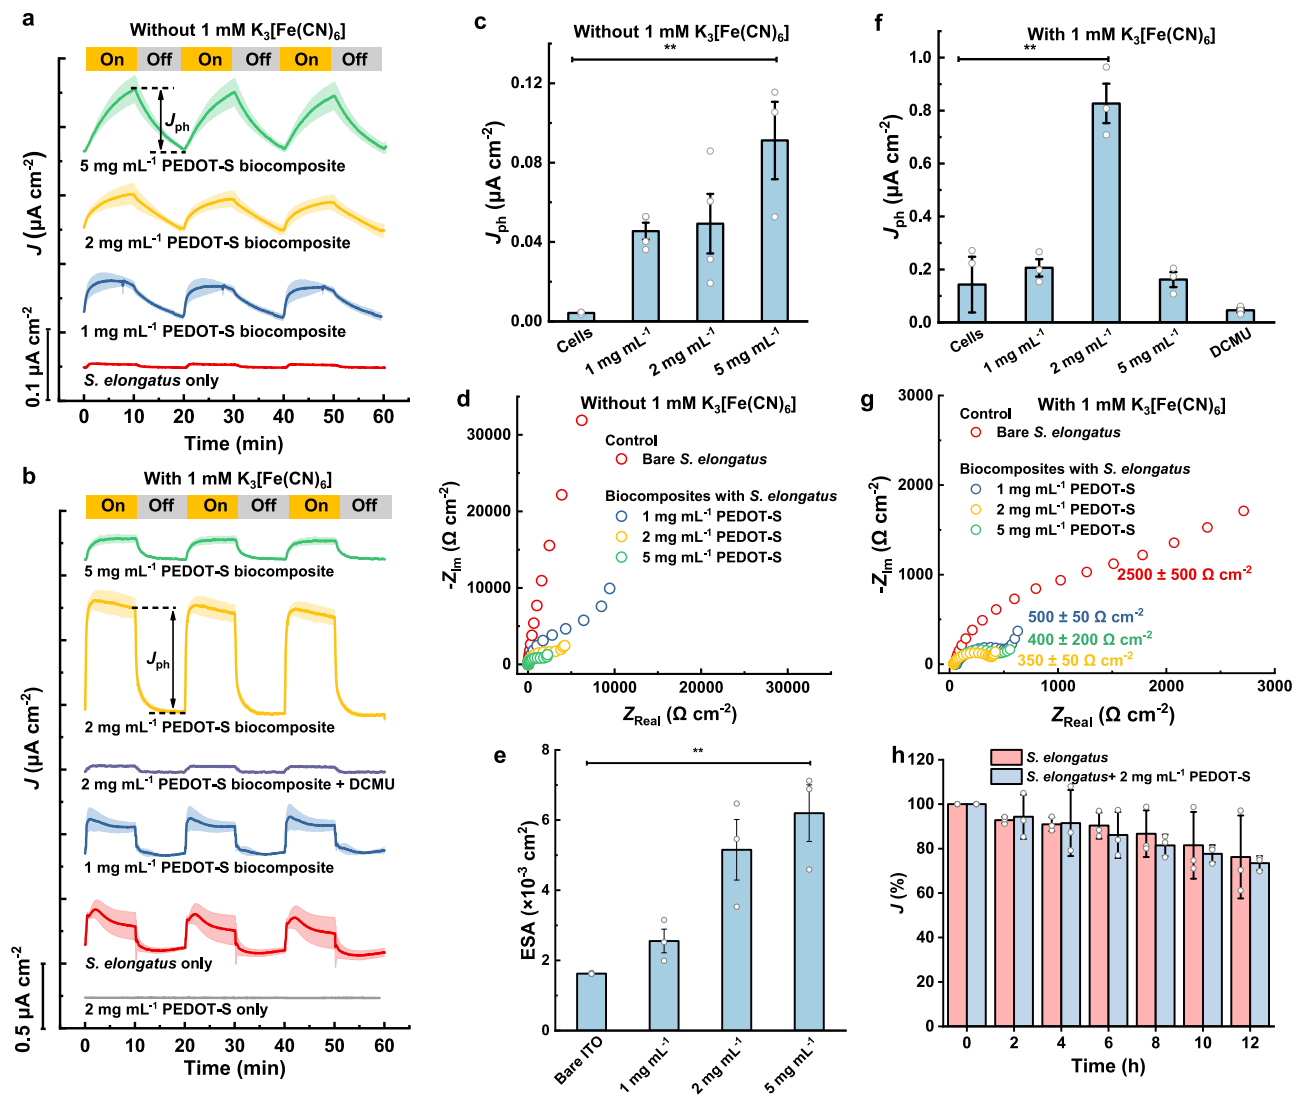 a
Without 1 mM K₃[Fe(CN)₆]
On Off On Off On Off
Jph
5 mg mL⁻¹ PEDOT-S biocomposite
2 mg mL⁻¹ PEDOT-S biocomposite
1 mg mL⁻¹ PEDOT-S biocomposite
S. elongatus only
J (µA cm⁻²)
0.1 µA cm⁻²
0 10 20 30 40 50 60
Time (min)
b
With 1 mM K₃[Fe(CN)₆]
On Off On Off On Off
5 mg mL⁻¹ PEDOT-S biocomposite
Jph
2 mg mL⁻¹ PEDOT-S biocomposite
2 mg mL⁻¹ PEDOT-S biocomposite + DCMU
1 mg mL⁻¹ PEDOT-S biocomposite
S. elongatus only
2 mg mL⁻¹ PEDOT-S only
J (µA cm⁻²)
0.5 µA cm⁻²
0 10 20 30 40 50 60
Time (min)
c
Without 1 mM K₃[Fe(CN)₆]
**
0.12
0.08
0.04
0.00
Jph (µA cm⁻²)
Cells
1 mg mL⁻¹
2 mg mL⁻¹
5 mg mL⁻¹
d
Without 1 mM K₃[Fe(CN)₆]
Control
Bare S. elongatus
Biocomposites with S. elongatus
1 mg mL⁻¹ PEDOT-S
2 mg mL⁻¹ PEDOT-S
5 mg mL⁻¹ PEDOT-S
30000
20000
10000
0
-ZIm (Ω cm⁻²)
0 10000 20000 30000
ZReal (Ω cm⁻²)
e
**
8
6
4
2
0
ESA (×10⁻³ cm²)
Bare ITO
1 mg mL⁻¹
2 mg mL⁻¹
5 mg mL⁻¹
f
With 1 mM K₃[Fe(CN)₆]
**
1.0
0.8
0.6
0.4
0.2
0.0
Jph (µA cm⁻²)
Cells
1 mg mL⁻¹
2 mg mL⁻¹
5 mg mL⁻¹
DCMU
g
With 1 mM K₃[Fe(CN)₆]
Control
Bare S. elongatus
Biocomposites with S. elongatus
1 mg mL⁻¹ PEDOT-S
2 mg mL⁻¹ PEDOT-S
5 mg mL⁻¹ PEDOT-S
2500 ± 500 Ω cm⁻²
500 ± 50 Ω cm⁻²
400 ± 200 Ω cm⁻²
350 ± 50 Ω cm⁻²
3000
2000
1000
0
-ZIm (Ω cm⁻²)
0 1000 2000 3000
ZReal (Ω cm⁻²)
h
S. elongatus
S. elongatus+ 2 mg mL⁻¹ PEDOT-S
120
100
80
60
40
20
0
J (%)
0 2 4 6 8 10 12
Time (h)